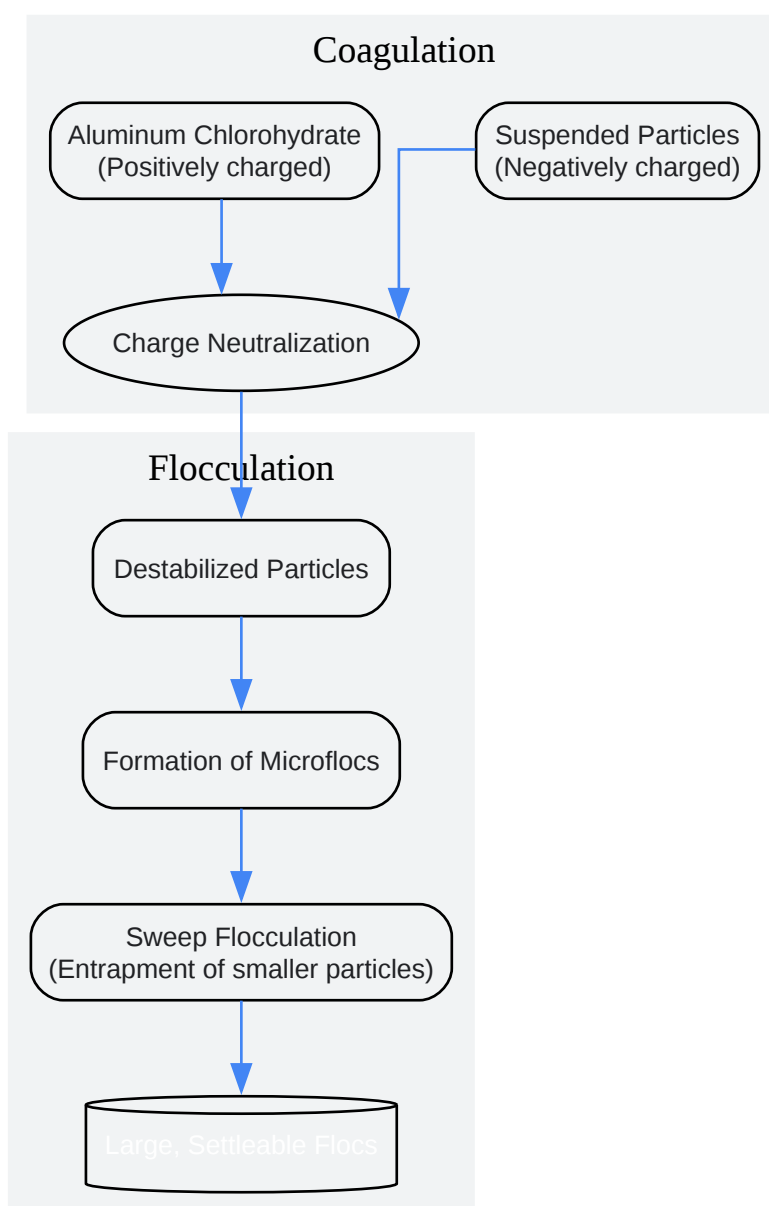 Coagulation
Aluminum Chlorohydrate
(Positively charged)
Suspended Particles
(Negatively charged)
Charge Neutralization
Flocculation
Destabilized Particles
Formation of Microflocs
Sweep Flocculation
(Entrapment of smaller particles)
Large, Settleable Flocs